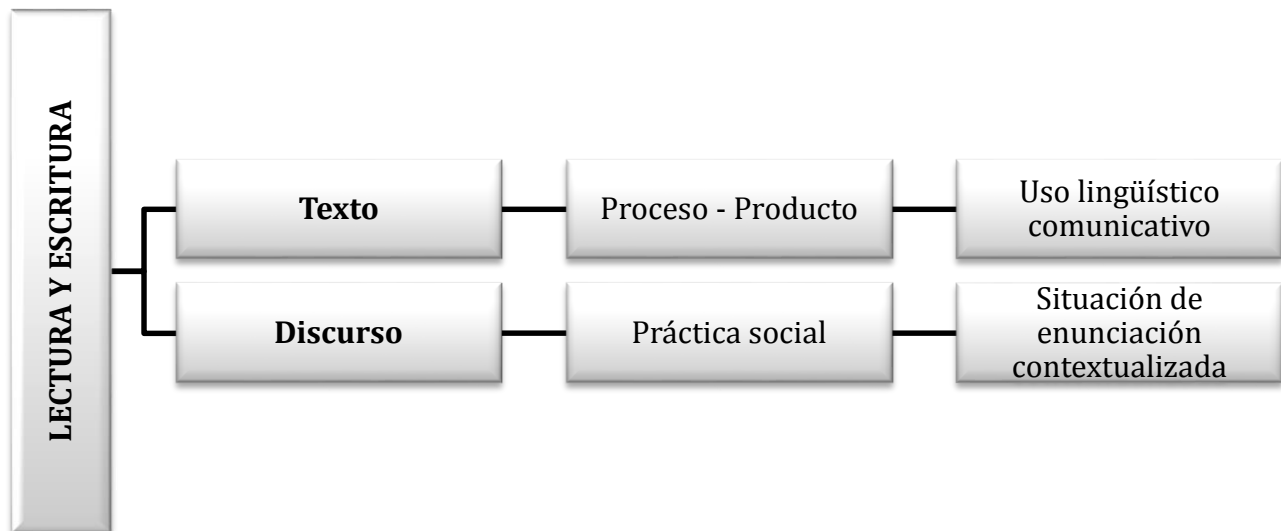 LECTURA Y ESCRITURA
Texto
Proceso - Producto
Uso lingüístico
comunicativo
Discurso
Práctica social
Situación de
enunciación
contextualizada